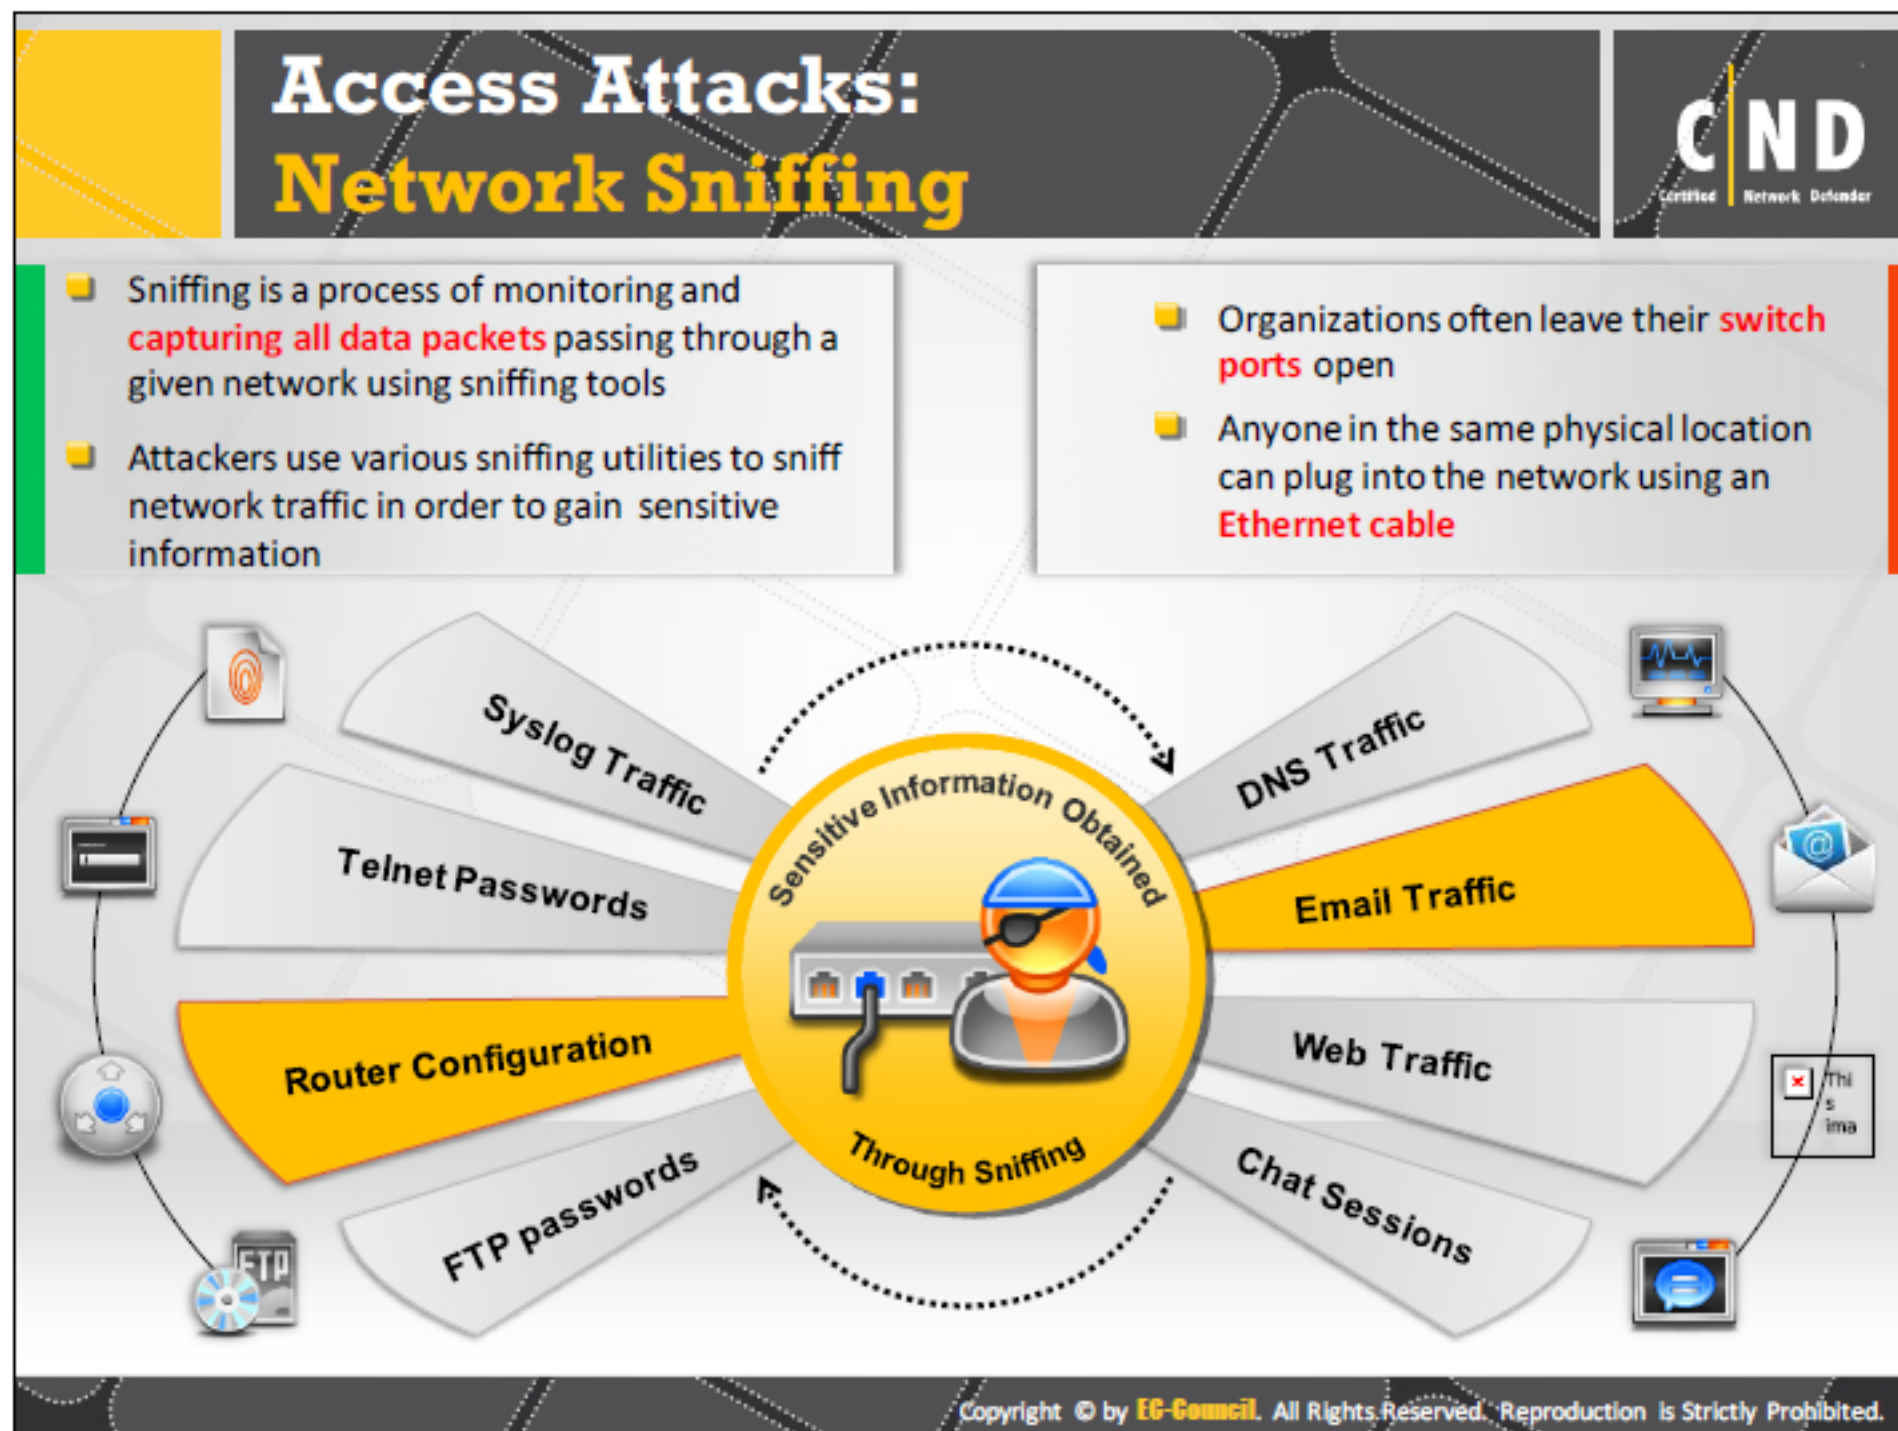 Access Attacks:
Network Sniffing
C|ND
Certified Network Defender
Sniffing is a process of monitoring and
capturing all data packets passing through a
given network using sniffing tools
Attackers use various sniffing utilities to sniff
network traffic in order to gain sensitive
information
Organizations often leave their switch
ports open
Anyone in the same physical location
can plug into the network using an
Ethernet cable
Syslog Traffic
Telnet Passwords
Router Configuration
FTP passwords
FTP
Sensitive Information Obtained
Through Sniffing
DNS Traffic
Email Traffic
@
Web Traffic
Thi
s
ima
Chat Sessions
Copyright © by EC-Council. All Rights Reserved. Reproduction is Strictly Prohibited.